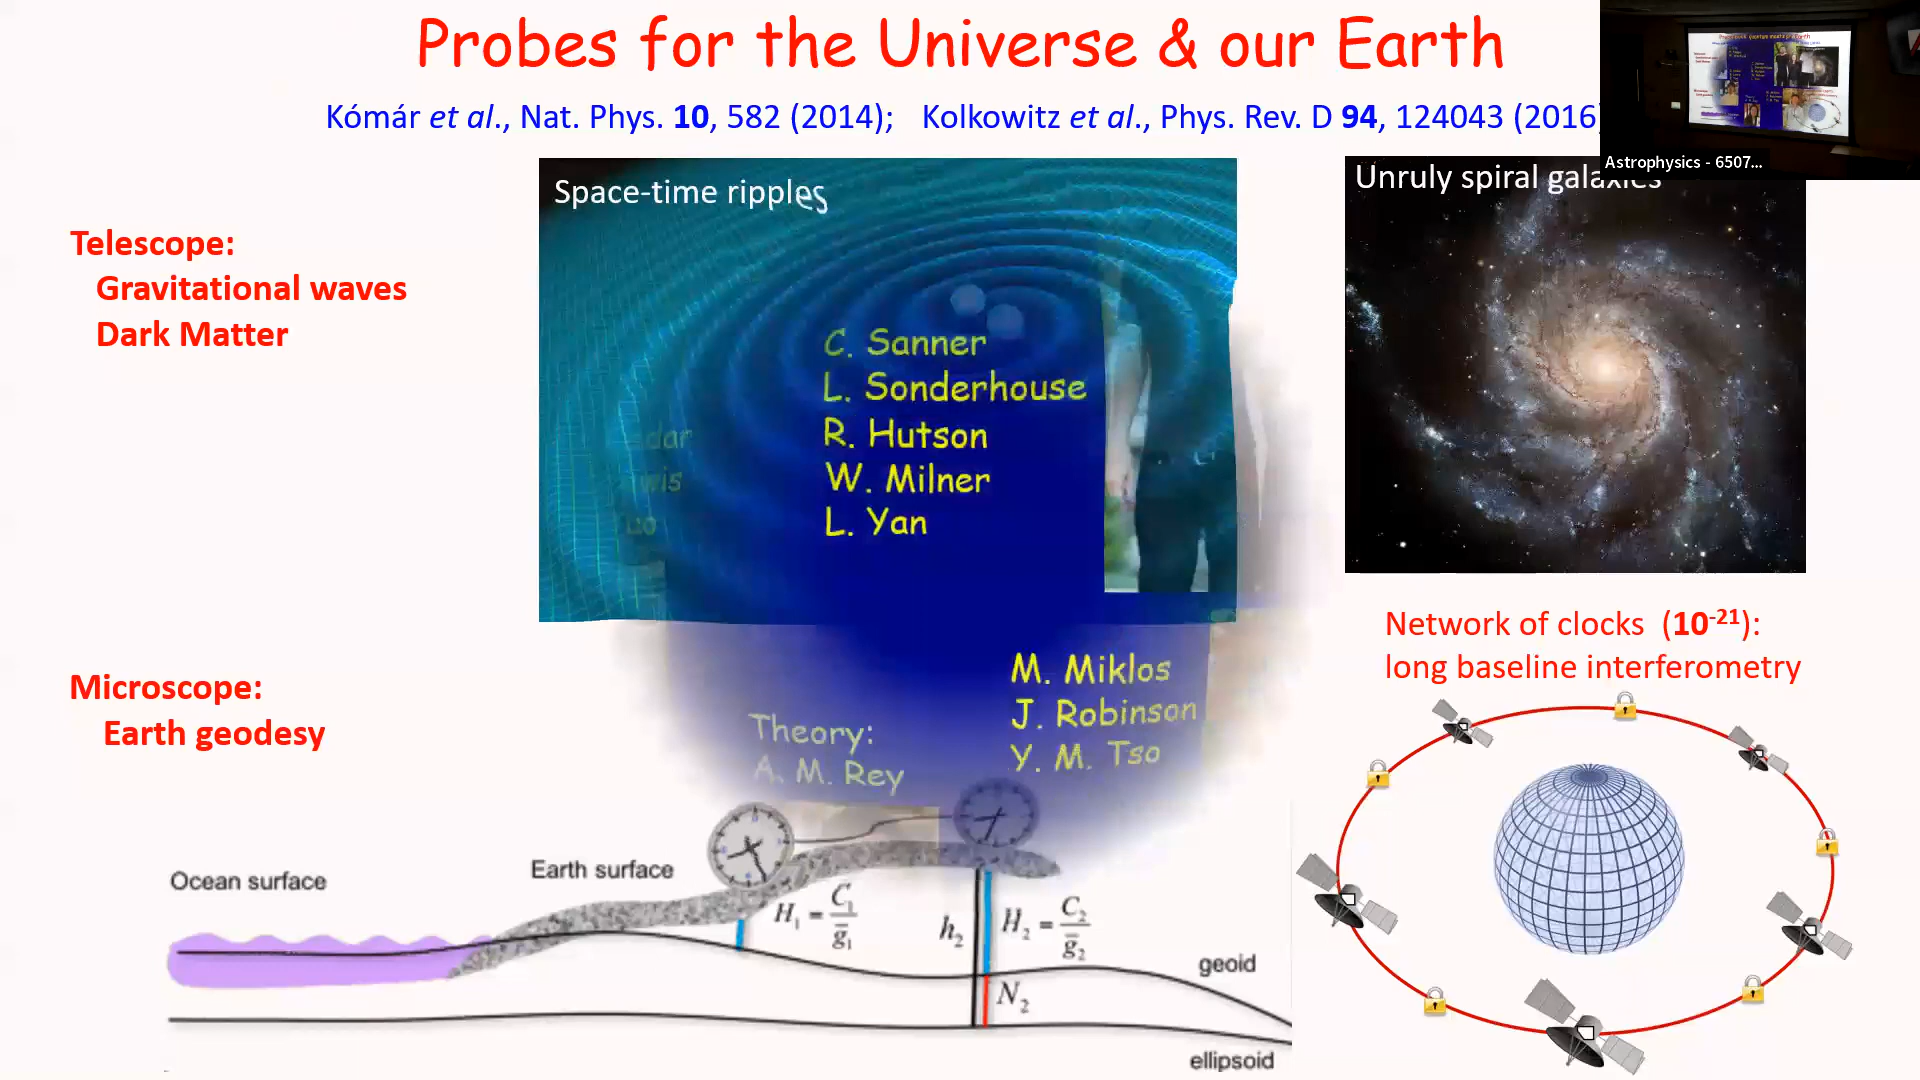 Probes for the Universe & our Earth
Kómár et al., Nat. Phys. 10, 582 (2014); Kolkowitz et al., Phys. Rev. D 94, 124043 (2016)
Astrophysics - 6507...
Space-time ripples
Unruly spiral galaxies
Telescope:
Gravitational waves
Dark Matter
C. Sanner
L. Sonderhouse
R. Hutson
W. Milner
L. Yan
Network of clocks (10-21):
long baseline interferometry
Microscope:
Earth geodesy
M. Miklos
J. Robinson
Y. M. Tso
Theory:
A. M. Rey
Ocean surface
Earth surface
H1 = C1/g̅1
h2
H2 = C2/g̅2
geoid
N2
ellipsoid